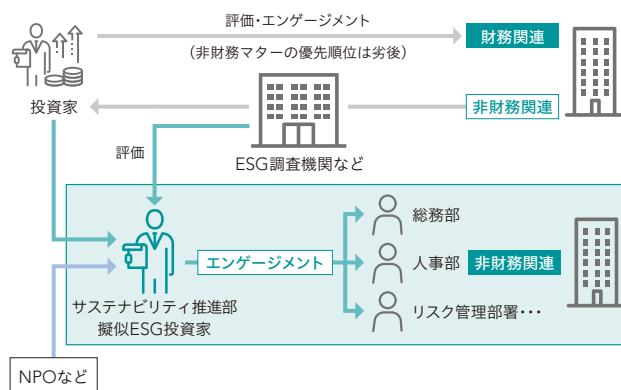 評価・エンゲージメント
財務関連
(非財務マターの優先順位は劣後)
投資家
非財務関連
ESG調査機関など
評価
総務部
エンゲージメント
人事部
非財務関連
サステナビリティ推進部
擬似ESG投資家
リスク管理部署・・・
NPOなど